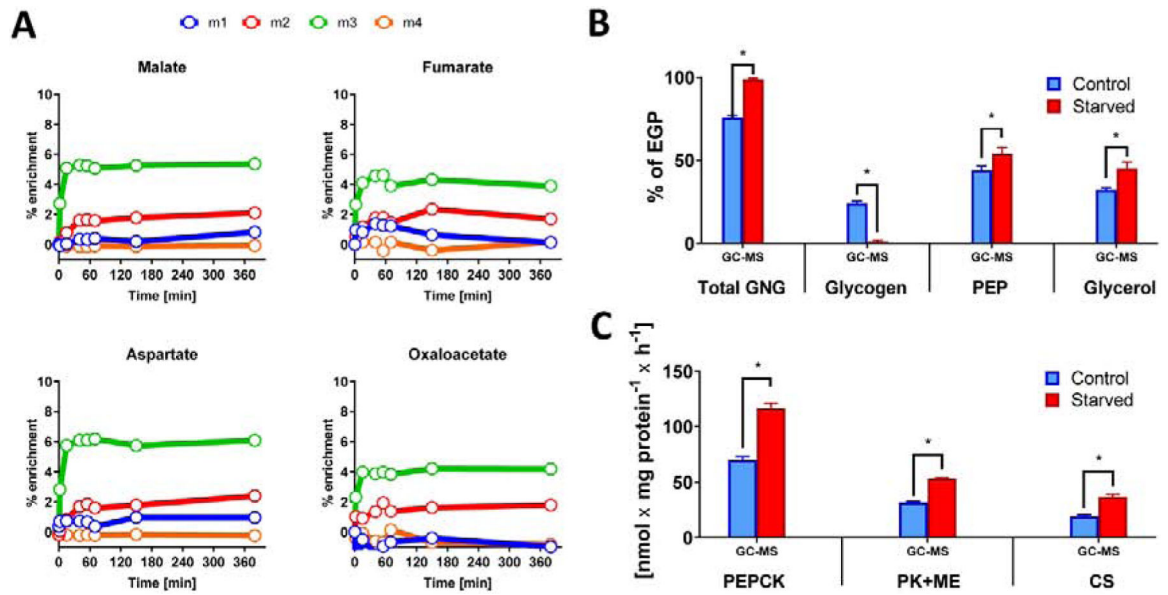 A
m1 m2 m3 m4
Malate
% enrichment
10
8
6
4
2
0
0 60 120 180 240 300 360
Time [min]
Fumarate
% enrichment
10
8
6
4
2
0
0 60 120 180 240 300 360
Time [min]
Aspartate
% enrichment
10
8
6
4
2
0
0 60 120 180 240 300 360
Time [min]
Oxaloacetate
% enrichment
10
8
6
4
2
0
0 60 120 180 240 300 360
Time [min]
B
% of EGP
100
50
0
* * * *
Control
Starved
GC-MS GC-MS GC-MS GC-MS
Total GNG Glycogen PEP Glycerol
C
[nmol x mg protein⁻¹ x h⁻¹]
150
100
50
0
* * *
Control
Starved
GC-MS GC-MS GC-MS
PEPCK PK+ME CS